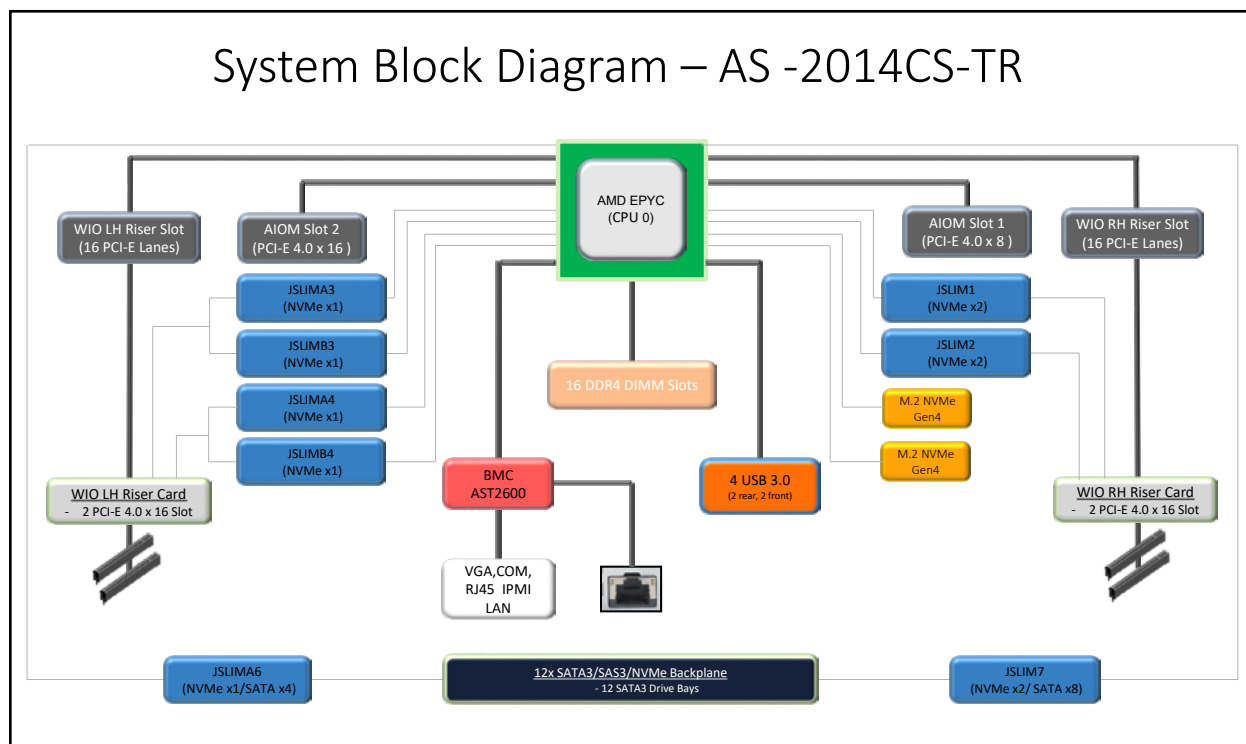 System Block Diagram – AS -2014CS-TR
AMD EPYC
(CPU 0)
WIO LH Riser Slot
(16 PCI-E Lanes)
AIOM Slot 2
(PCI-E 4.0 x 16 )
AIOM Slot 1
(PCI-E 4.0 x 8 )
WIO RH Riser Slot
(16 PCI-E Lanes)
JSLIMA3
(NVMe x1)
JSLIMB3
(NVMe x1)
JSLIMA4
(NVMe x1)
JSLIMB4
(NVMe x1)
JSLIM1
(NVMe x2)
JSLIM2
(NVMe x2)
M.2 NVMe
Gen4
M.2 NVMe
Gen4
16 DDR4 DIMM Slots
BMC
AST2600
4 USB 3.0
(2 rear, 2 front)
WIO LH Riser Card
- 2 PCI-E 4.0 x 16 Slot
WIO RH Riser Card
- 2 PCI-E 4.0 x 16 Slot
VGA,COM,
RJ45 IPMI
LAN
JSLIMA6
(NVMe x1/SATA x4)
12x SATA3/SAS3/NVMe Backplane
- 12 SATA3 Drive Bays
JSLIM7
(NVMe x2/ SATA x8)